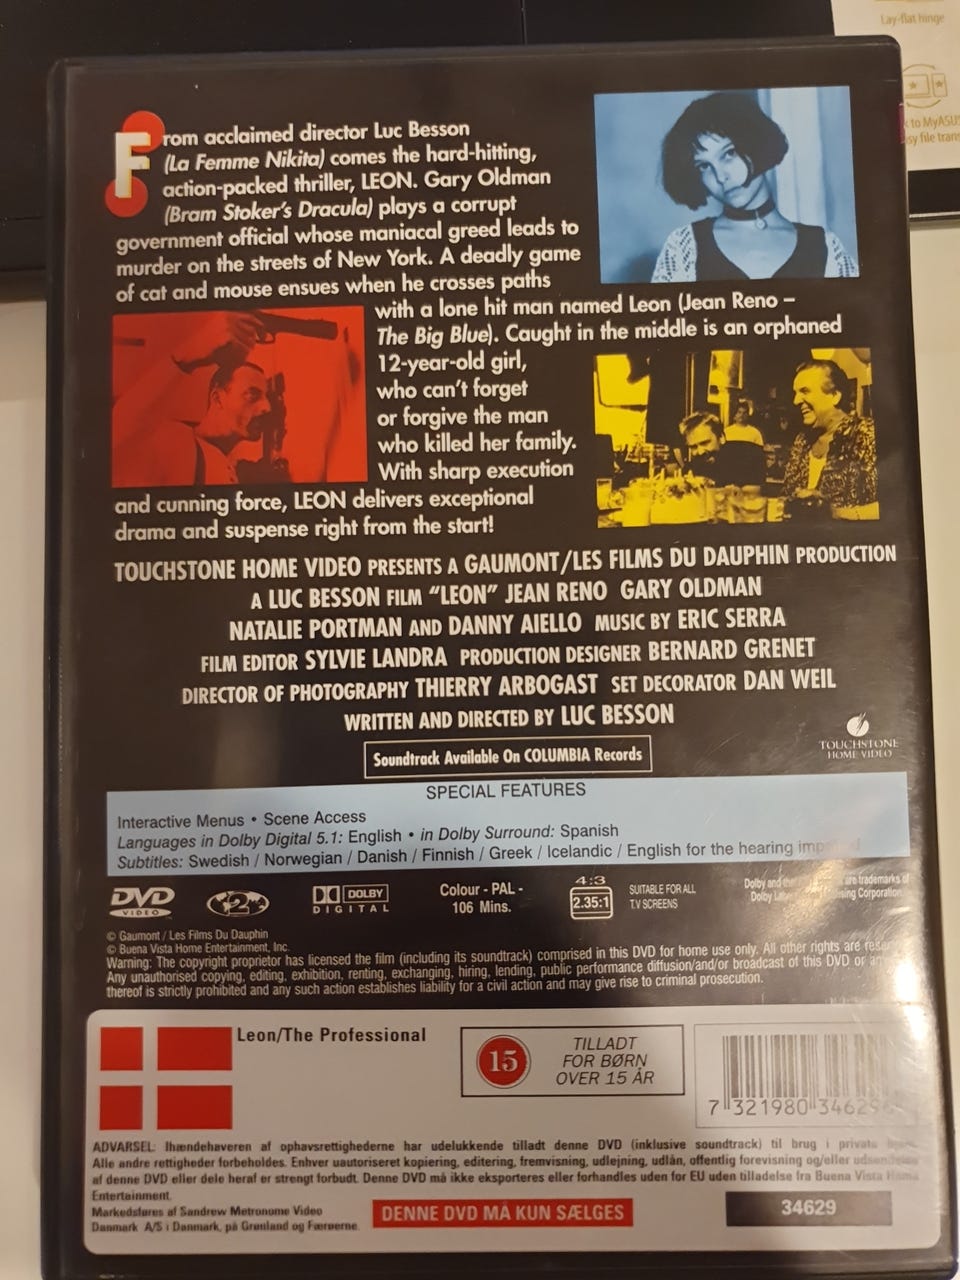 Lay-flat hinge
to MyASUS
file tran
From acclaimed director Luc Besson
(La Femme Nikita) comes the hard-hitting,
action-packed thriller, LEON. Gary Oldman
(Bram Stoker's Dracula) plays a corrupt
government official whose maniacal greed leads to
murder on the streets of New York. A deadly game
of cat and mouse ensues when he crosses paths
with a lone hit man named Leon (Jean Reno –
The Big Blue). Caught in the middle is an orphaned
12-year-old girl,
who can't forget
or forgive the man
who killed her family.
With sharp execution
and cunning force, LEON delivers exceptional
drama and suspense right from the start!
TOUCHSTONE HOME VIDEO PRESENTS A GAUMONT/LES FILMS DU DAUPHIN PRODUCTION
A LUC BESSON FILM "LEON" JEAN RENO GARY OLDMAN
NATALIE PORTMAN AND DANNY AIELLO MUSIC BY ERIC SERRA
FILM EDITOR SYLVIE LANDRA PRODUCTION DESIGNER BERNARD GRENET
DIRECTOR OF PHOTOGRAPHY THIERRY ARBOGAST SET DECORATOR DAN WEIL
WRITTEN AND DIRECTED BY LUC BESSON
TOUCHSTONE
HOME VIDEO
Soundtrack Available On COLUMBIA Records
SPECIAL FEATURES
Interactive Menus • Scene Access
Languages in Dolby Digital 5.1: English • in Dolby Surround: Spanish
Subtitles: Swedish / Norwegian / Danish / Finnish / Greek / Icelandic / English for the hearing
DVD
VIDEO
2
DOLBY
DIGITAL
Colour - PAL -
106 Mins.
4:3
2.35:1
SUITABLE FOR ALL
T.V SCREENS
Dolby and the are trademarks of
Dolby Corporation
© Gaumont / Les Films Du Dauphin
© Buena Vista Home Entertainment, Inc.
Warning: The copyright proprietor has licensed the film (including its soundtrack) comprised in this DVD for home use only. All other rights are
Any unauthorised copying, editing, exhibition, renting, exchanging, hiring, lending, public performance diffusion/and/or broadcast of this DVD or
thereof is strictly prohibited and any such action establishes liability for a civil action and may give rise to criminal prosecution.
Leon/The Professional
15
TILLADT
FOR BØRN
OVER 15 ÅR
7 321980 34629
ADVARSEL: Ihændehaveren af ophavsrettighederne har udelukkende tilladt denne DVD (inklusive soundtrack) til brug i private
Alle andre rettigheder forbeholdes. Enhver uautoriseret kopiering, editering, fremvisning, udlejning, udlån, offentlig forevisning og/eller udsendelse
af denne DVD eller dele heraf er strengt forbudt. Denne DVD må ikke eksporteres eller forhandles uden for EU uden tilladelse fra Buena Vista Home
Entertainment.
Markedsføres af Sandrew Metronome Video
Danmark A/S i Danmark, på Grønland og Færøerne.
DENNE DVD MÅ KUN SÆLGES
34629